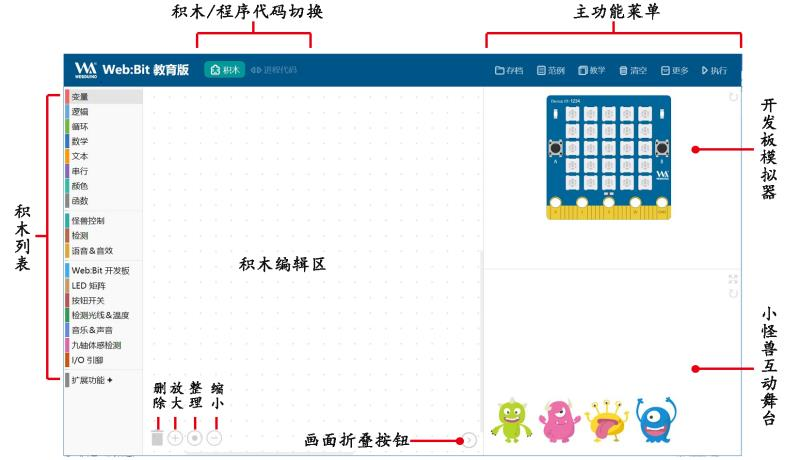 积木/程序代码切换
主功能菜单
WEBDUINO
Web:Bit 教育版
积木
进程代码
存档
范例
教学
清空
更多
执行
积木列表
变量
逻辑
循环
数学
文本
串行
颜色
函数
怪兽控制
检测
语音&音效
Web:Bit 开发板
LED 矩阵
按钮开关
检测光线&温度
音乐&声音
九轴体感检测
I/O 引脚
扩展功能 +
积木编辑区
删除
放大
整理
缩小
画面折叠按钮
A
B
WEBDUINO
开发板模拟器
小怪兽互动舞台